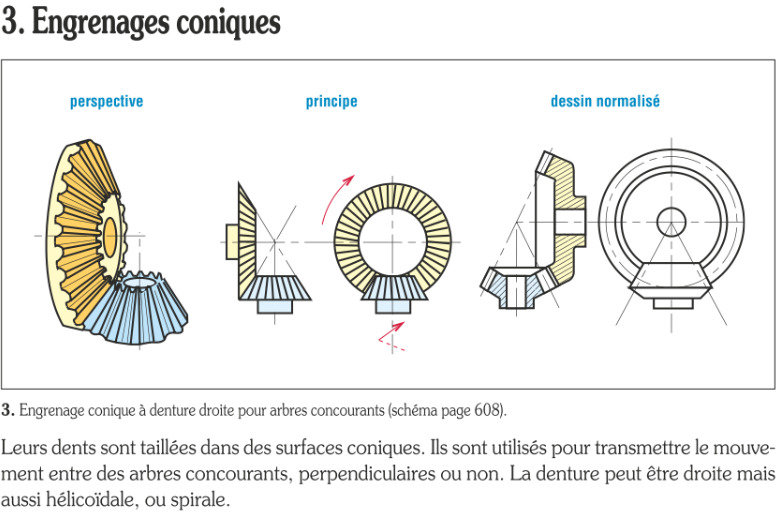 3. Engrenages coniques
perspective
principe
dessin normalisé
3. Engrenage conique à denture droite pour arbres concourants (schéma page 608).
Leurs dents sont taillées dans des surfaces coniques. Ils sont utilisés pour transmettre le mouve-
ment entre des arbres concourants, perpendiculaires ou non. La denture peut être droite mais
aussi hélicoïdale, ou spirale.